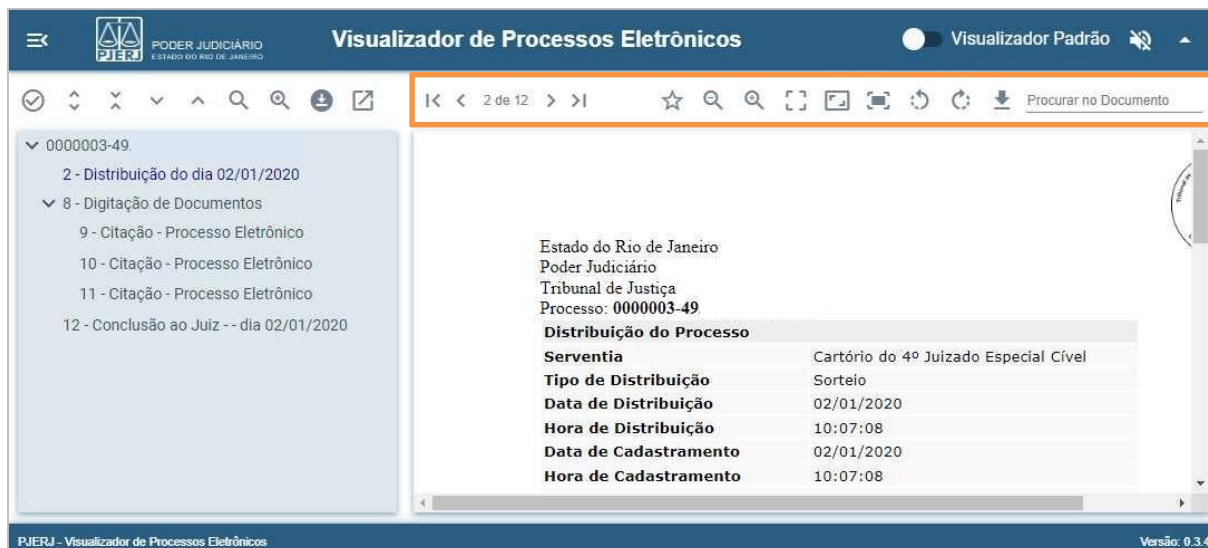 PJERJ
PODER JUDICIÁRIO
ESTADO DO RIO DE JANEIRO
Visualizador de Processos Eletrônicos
Visualizador Padrão
2 de 12
Procurar no Documento
0000003-49.
2 - Distribuição do dia 02/01/2020
8 - Digitação de Documentos
9 - Citação - Processo Eletrônico
10 - Citação - Processo Eletrônico
11 - Citação - Processo Eletrônico
12 - Conclusão ao Juiz - - dia 02/01/2020
Tribunal de
Estado do Rio de Janeiro
Poder Judiciário
Tribunal de Justiça
Processo: 0000003-49.
Distribuição do Processo
Serventia Cartório do 4º Juizado Especial Cível
Tipo de Distribuição Sorteio
Data de Distribuição 02/01/2020
Hora de Distribuição 10:07:08
Data de Cadastramento 02/01/2020
Hora de Cadastramento 10:07:08
PJERJ - Visualizador de Processos Eletrônicos
Versão: 0.3.4